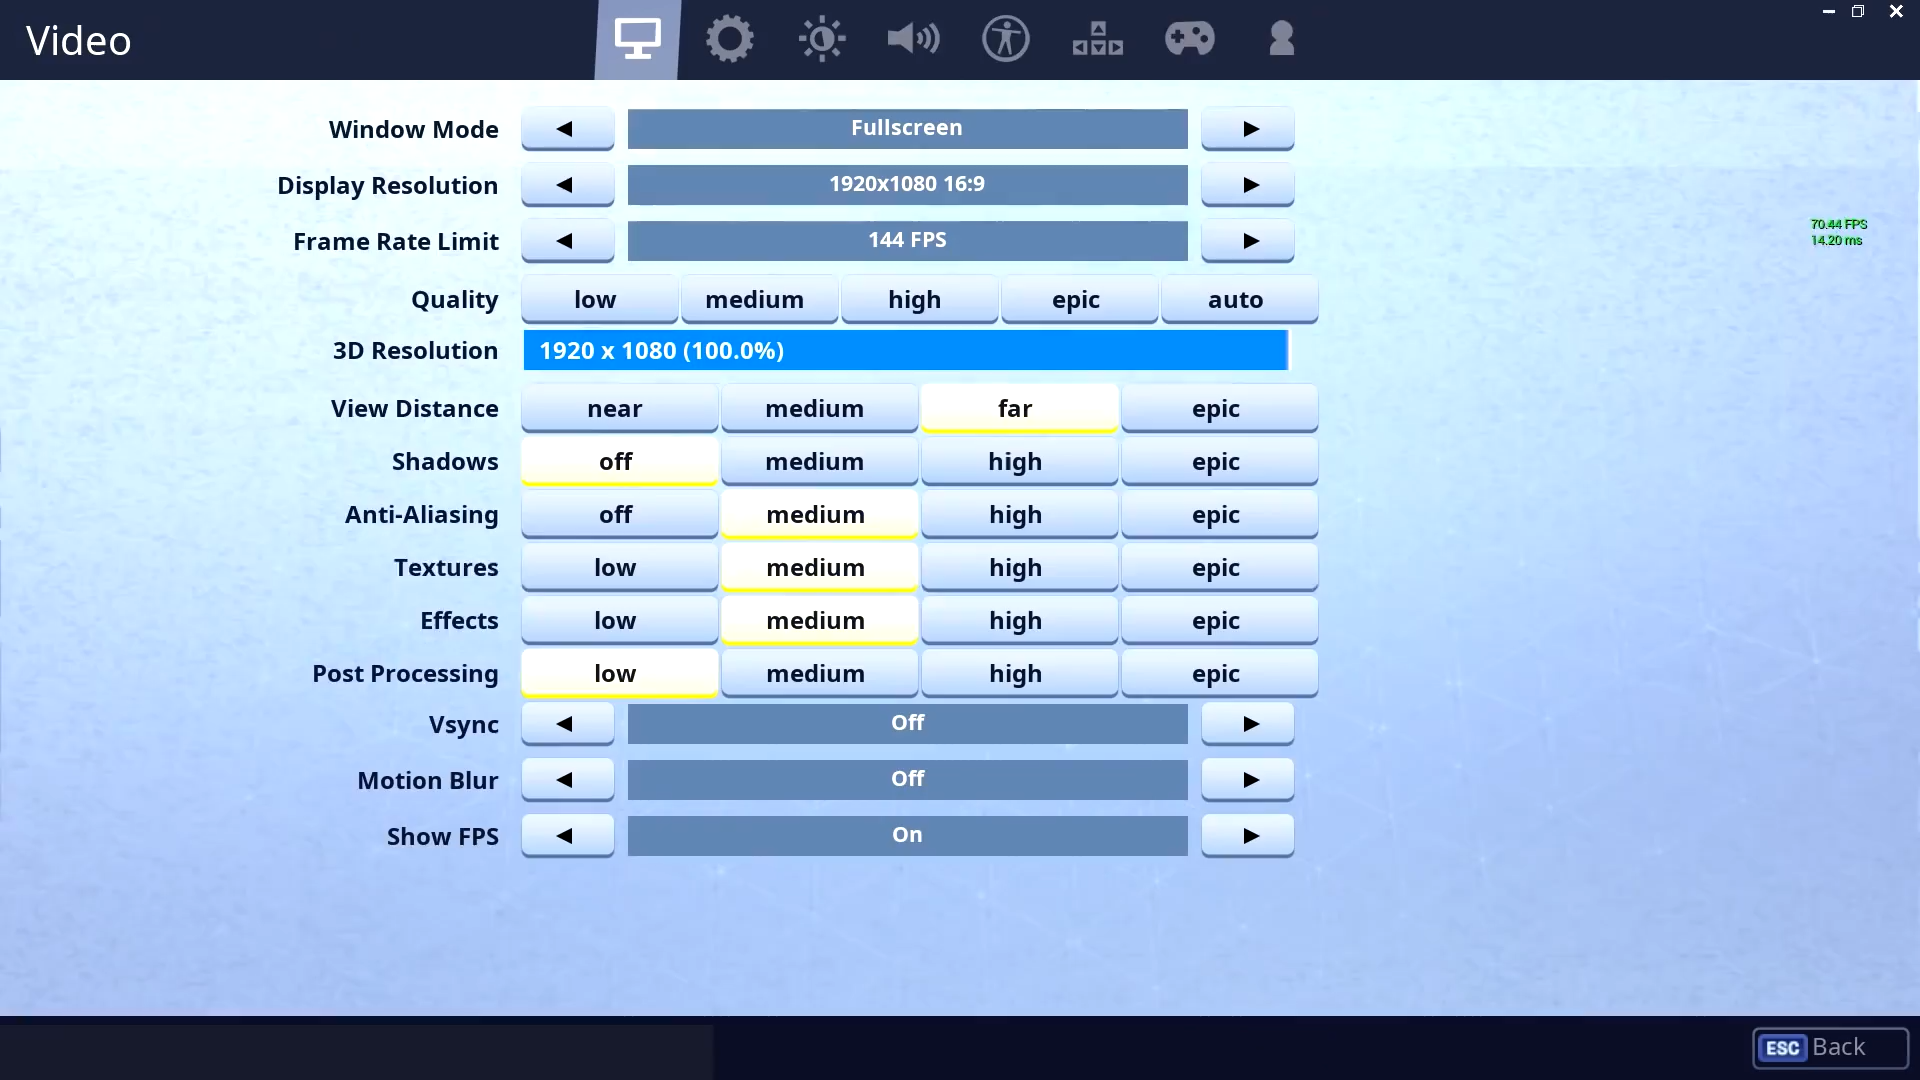 Video
Window Mode ◀ Fullscreen ▶
Display Resolution ◀ 1920x1080 16:9 ▶
Frame Rate Limit ◀ 144 FPS ▶
70.44 FPS
14.20 ms
Quality low medium high epic auto
3D Resolution 1920 x 1080 (100.0%)
View Distance near medium far epic
Shadows off medium high epic
Anti-Aliasing off medium high epic
Textures low medium high epic
Effects low medium high epic
Post Processing low medium high epic
Vsync ◀ Off ▶
Motion Blur ◀ Off ▶
Show FPS ◀ On ▶
ESC Back